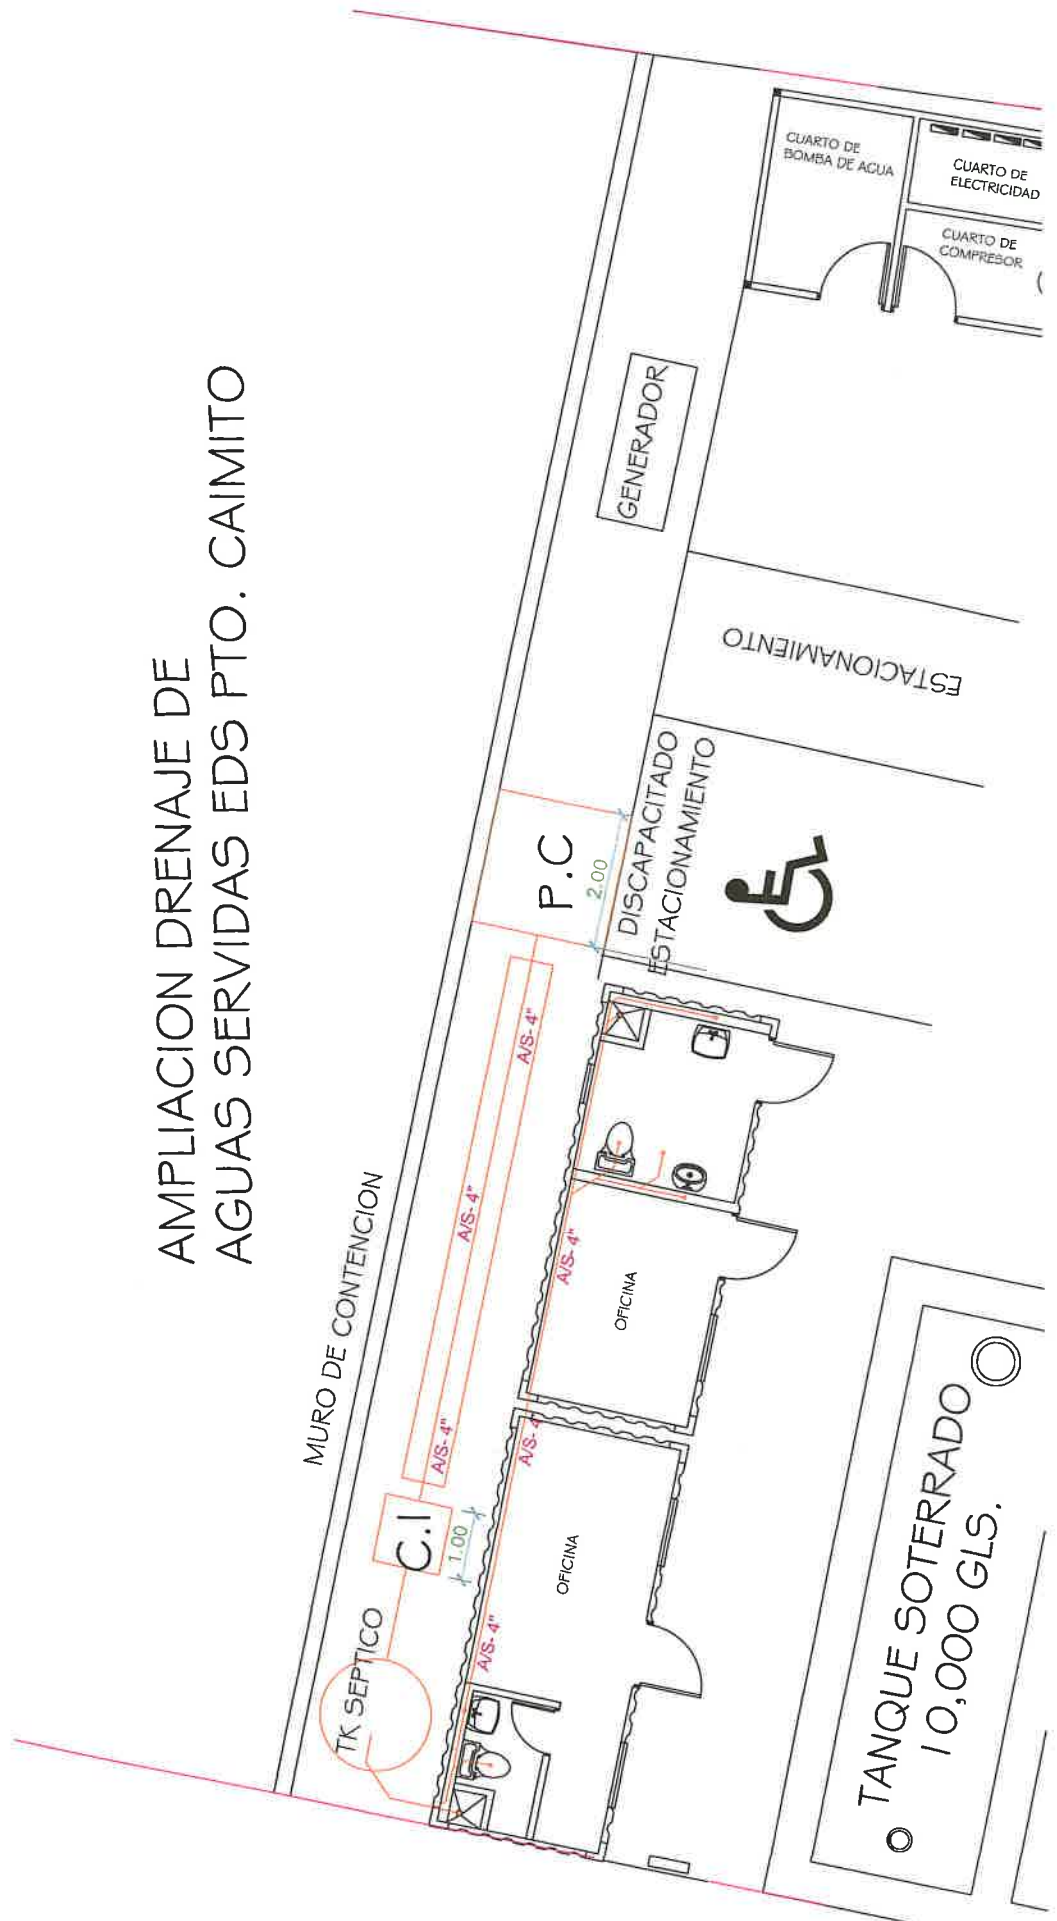 AMPLIACION DRENAJE DE
AGUAS SERVIDAS EDS PTO. CAIMITO
MURO DE CONTENCION
TK SEPTICO
C.I
1.00
A/S- 4"
A/S- 4"
A/S- 4"
P.C
2.00
GENERADOR
CUARTO DE
BOMBA DE AGUA
CUARTO DE
ELECTRICIDAD
CUARTO DE
COMPRESOR
ESTACIONAMIENTO
DISCAPACITADO
ESTACIONAMIENTO
A/S- 4"
A/S- 4
A/S- 4"
OFICINA
OFICINA
TANQUE SOTERRADO
10,000 GLS.